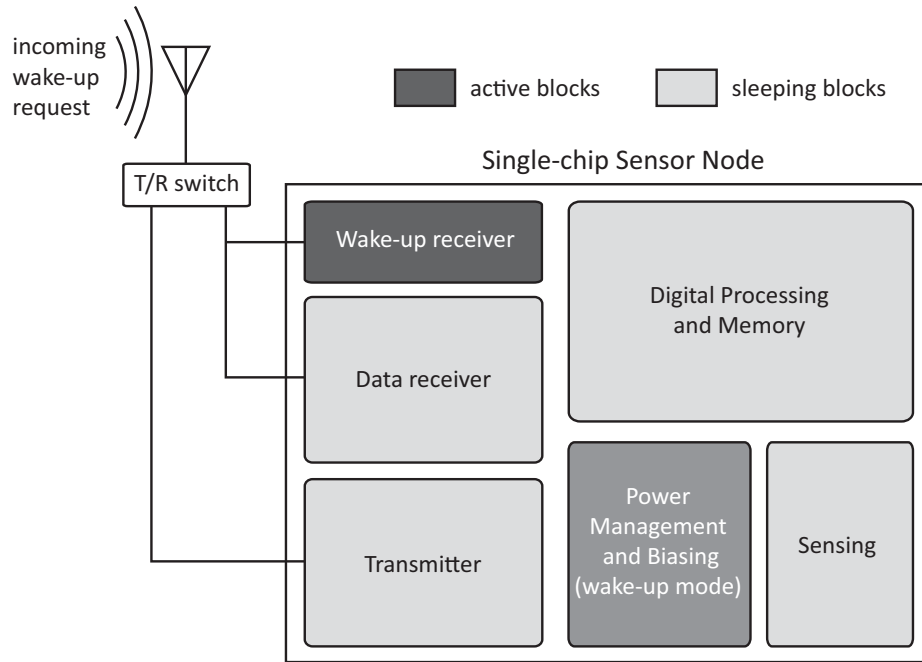 incoming
wake-up
request
active blocks
sleeping blocks
T/R switch
Single-chip Sensor Node
Wake-up receiver
Digital Processing
and Memory
Data receiver
Power
Management
and Biasing
(wake-up mode)
Sensing
Transmitter